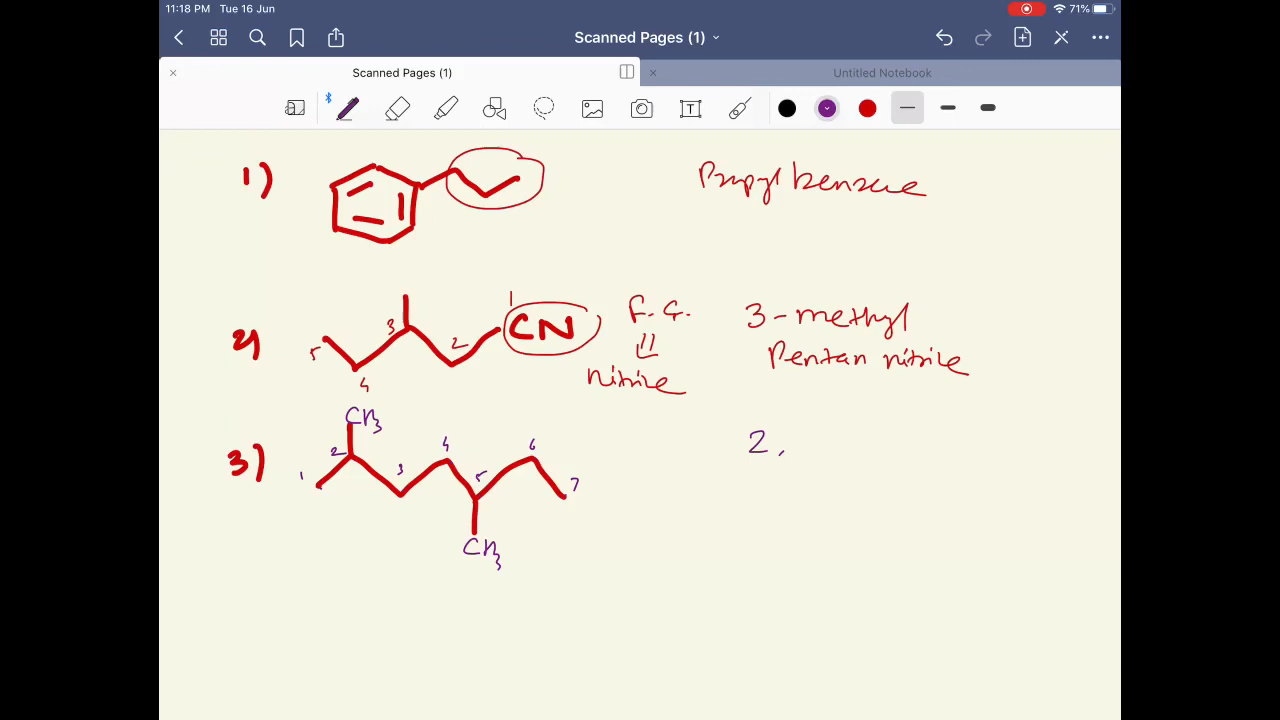 11:18 PM Tue 16 Jun
71%
Scanned Pages (1)
Scanned Pages (1)
Untitled Notebook
T
1)
Propyl benzene
2)
5
4
3
2
1
CN
F.G.
nitrile
3-methyl
Pentan nitrile
3)
1
2
CH3
3
4
5
CH3
6
7
2,